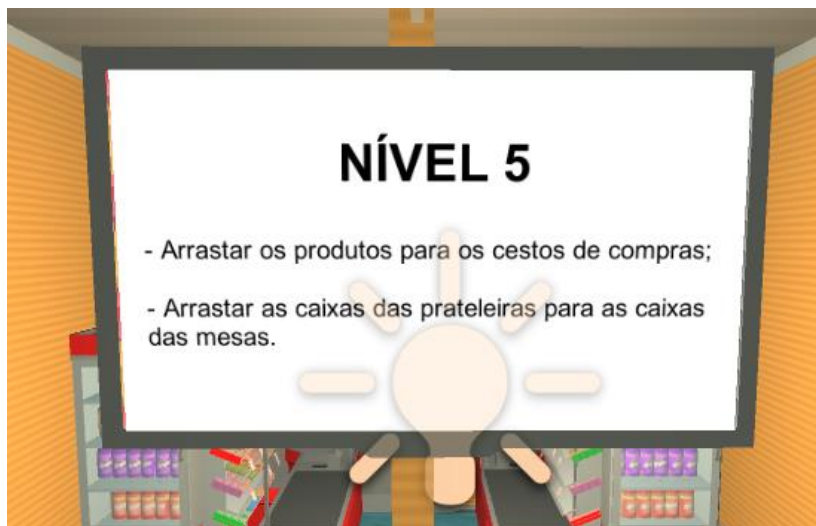 NÍVEL 5
- Arrastar os produtos para os cestos de compras;
- Arrastar as caixas das prateleiras para as caixas
das mesas.